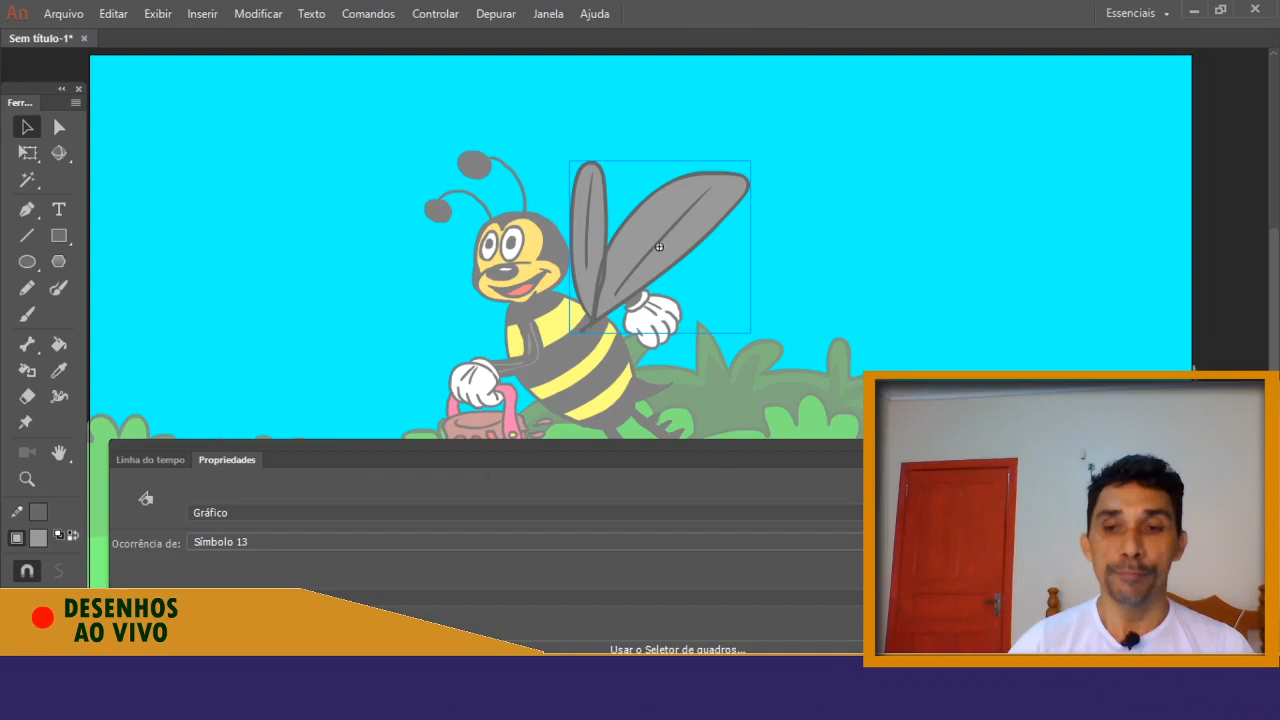 An Arquivo Editar Exibir Inserir Modificar Texto Comandos Controlar Depurar Janela Ajuda Essenciais
Sem título-1*
Ferr...
T
Linha do tempo Propriedades
Gráfico
Ocorrência de: Símbolo 13
Usar o Seletor de quadros...
DESENHOS
AO VIVO